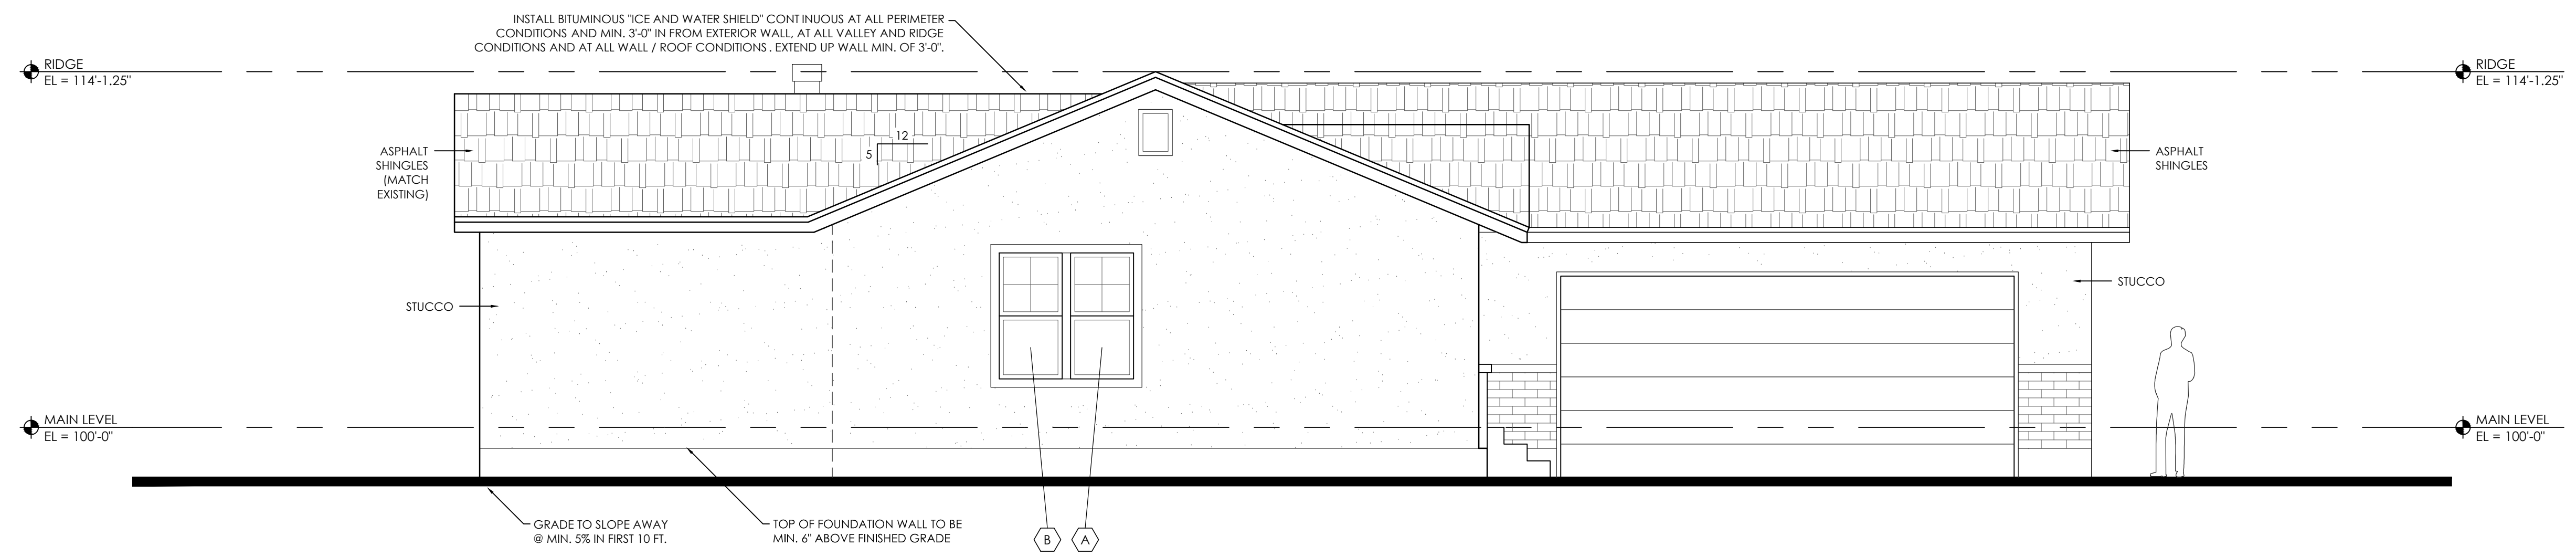 INSTALL BITUMINOUS "ICE AND WATER SHIELD" CONTINUOUS AT ALL PERIMETER
CONDITIONS AND MIN. 3'-0" IN FROM EXTERIOR WALL, AT ALL VALLEY AND RIDGE
CONDITIONS AND AT ALL WALL / ROOF CONDITIONS. EXTEND UP WALL MIN. OF 3'-0".
RIDGE
EL = 114'-1.25"
RIDGE
EL = 114'-1.25"
12
5
ASPHALT
SHINGLES
(MATCH
EXISTING)
ASPHALT
SHINGLES
STUCCO
STUCCO
MAIN LEVEL
EL = 100'-0"
MAIN LEVEL
EL = 100'-0"
GRADE TO SLOPE AWAY
@ MIN. 5% IN FIRST 10 FT.
TOP OF FOUNDATION WALL TO BE
MIN. 6" ABOVE FINISHED GRADE
B
A